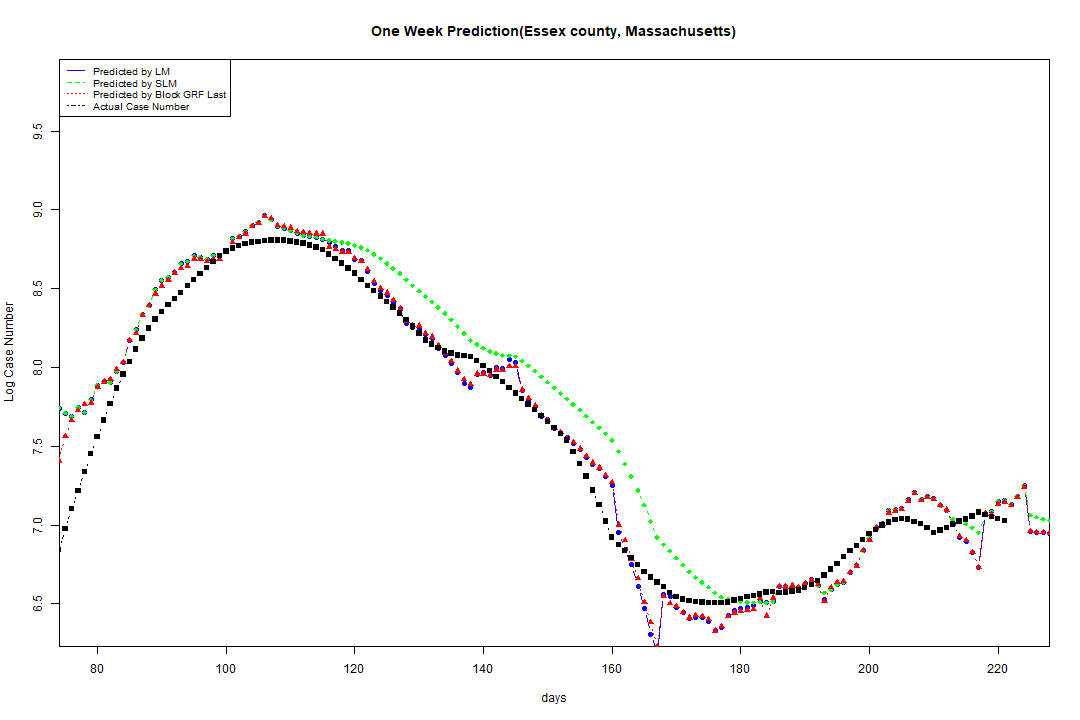 One Week Prediction(Essex county, Massachusetts)
Predicted by LM
Predicted by SLM
Predicted by Block GRF Last
Actual Case Number
9.5
9.0
8.5
8.0
7.5
7.0
6.5
Log Case Number
80 100 120 140 160 180 200 220
days